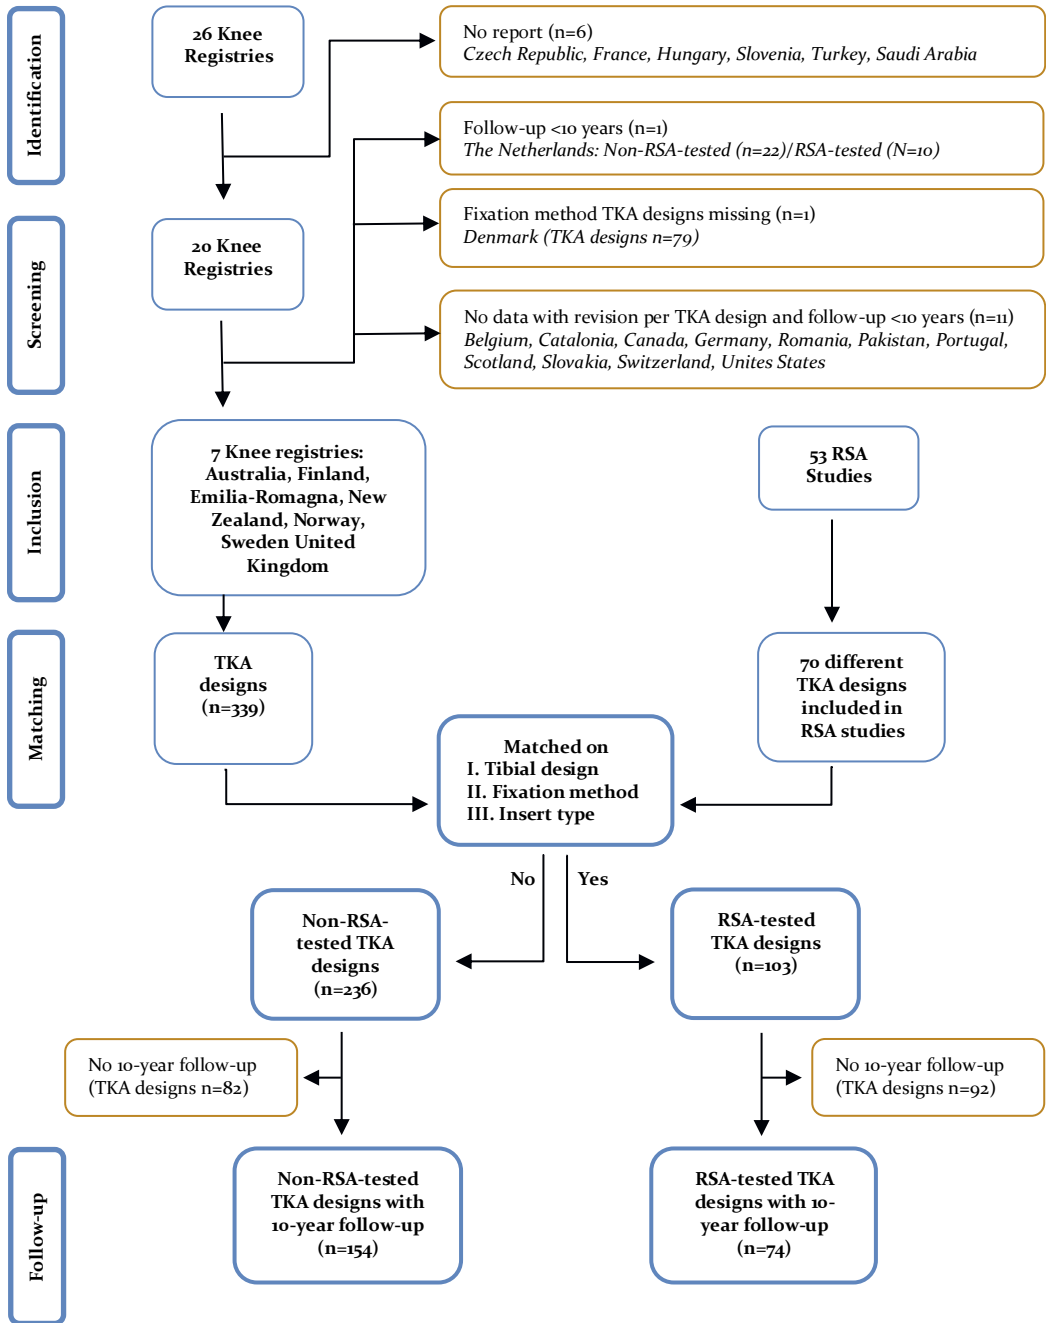 Identification
26 Knee
Registries
No report (n=6)
Czech Republic, France, Hungary, Slovenia, Turkey, Saudi Arabia
Follow-up <10 years (n=1)
The Netherlands: Non-RSA-tested (n=22)/RSA-tested (N=10)
Screening
20 Knee
Registries
Fixation method TKA designs missing (n=1)
Denmark (TKA designs n=79)
No data with revision per TKA design and follow-up <10 years (n=11)
Belgium, Catalonia, Canada, Germany, Romania, Pakistan, Portugal,
Scotland, Slovakia, Switzerland, Unites States
Inclusion
7 Knee registries:
Australia, Finland,
Emilia-Romagna, New
Zealand, Norway,
Sweden United
Kingdom
53 RSA
Studies
Matching
TKA
designs
(n=339)
70 different
TKA designs
included in
RSA studies
Matched on
I. Tibial design
II. Fixation method
III. Insert type
No
Yes
Non-RSA-
tested TKA
designs
(n=236)
RSA-tested
TKA designs
(n=103)
No 10-year follow-up
(TKA designs n=82)
No 10-year follow-up
(TKA designs n=92)
Follow-up
Non-RSA-tested
TKA designs with
10-year follow-up
(n=154)
RSA-tested TKA
designs with 10-
year follow-up
(n=74)